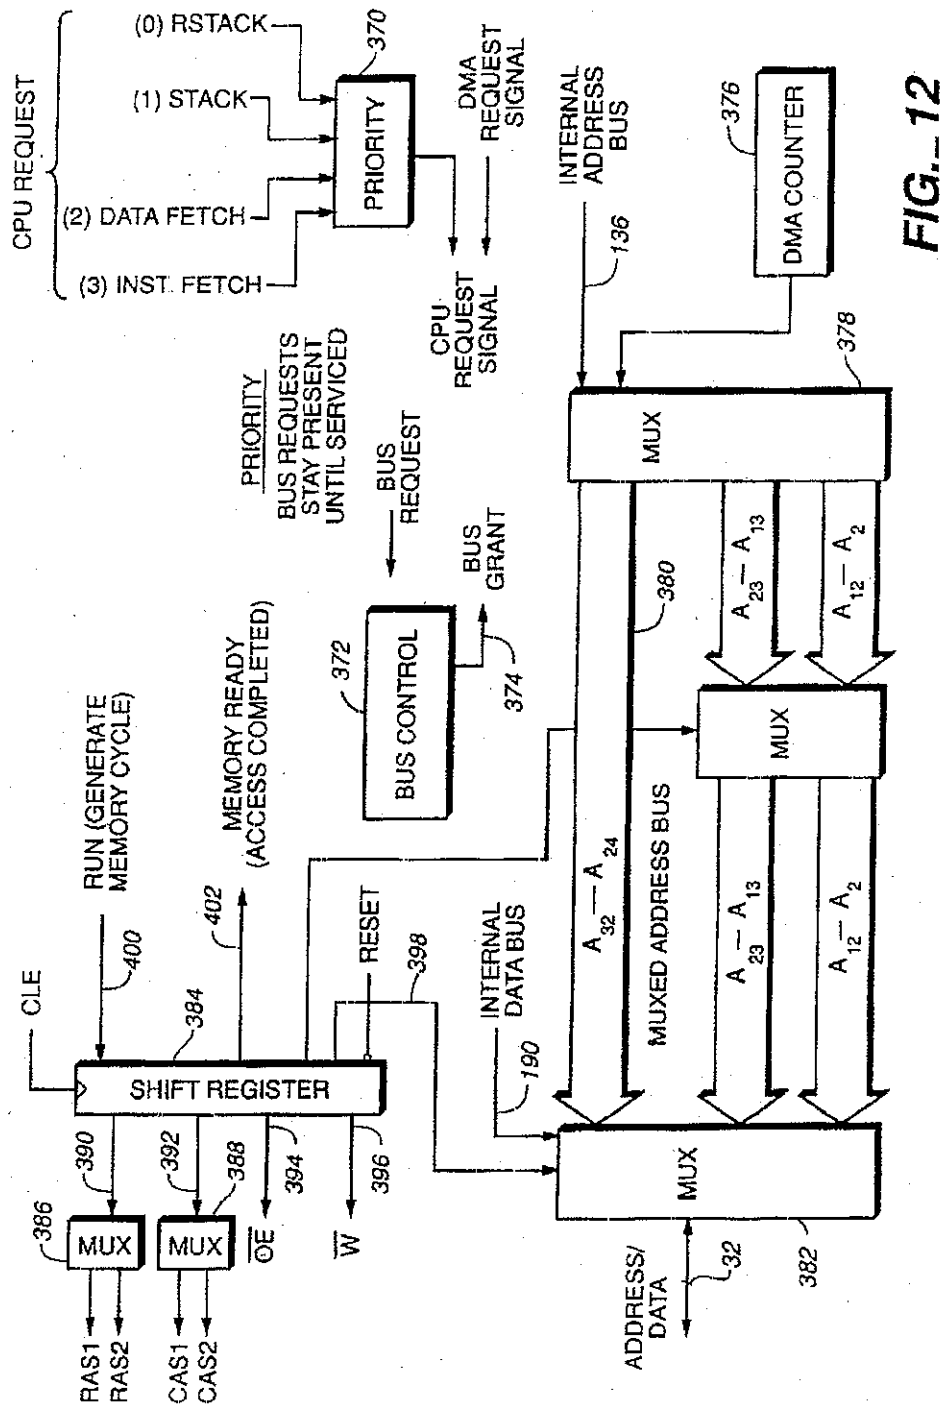 CPU REQUEST
(0) RSTACK
(1) STACK
(2) DATA FETCH
(3) INST. FETCH
370
PRIORITY
DMA
REQUEST
SIGNAL
CPU
REQUEST
SIGNAL
PRIORITY
BUS REQUESTS
STAY PRESENT
UNTIL SERVICED
BUS
REQUEST
BUS
GRANT
372
BUS CONTROL
374
RUN (GENERATE
MEMORY CYCLE)
MEMORY READY
(ACCESS COMPLETED)
CLE
400
402
384
SHIFT REGISTER
RESET
398
390
392
388
394
396
386
MUX
MUX
OE
W
RAS1
RAS2
CAS1
CAS2
INTERNAL
ADDRESS
BUS
136
376
DMA COUNTER
378
MUX
380
A23 — A13
A12 — A2
MUX
A32 — A24
MUXED ADDRESS BUS
A23 — A13
A12 — A2
INTERNAL
DATA BUS
190
MUX
382
ADDRESS/
DATA
32
FIG.-12